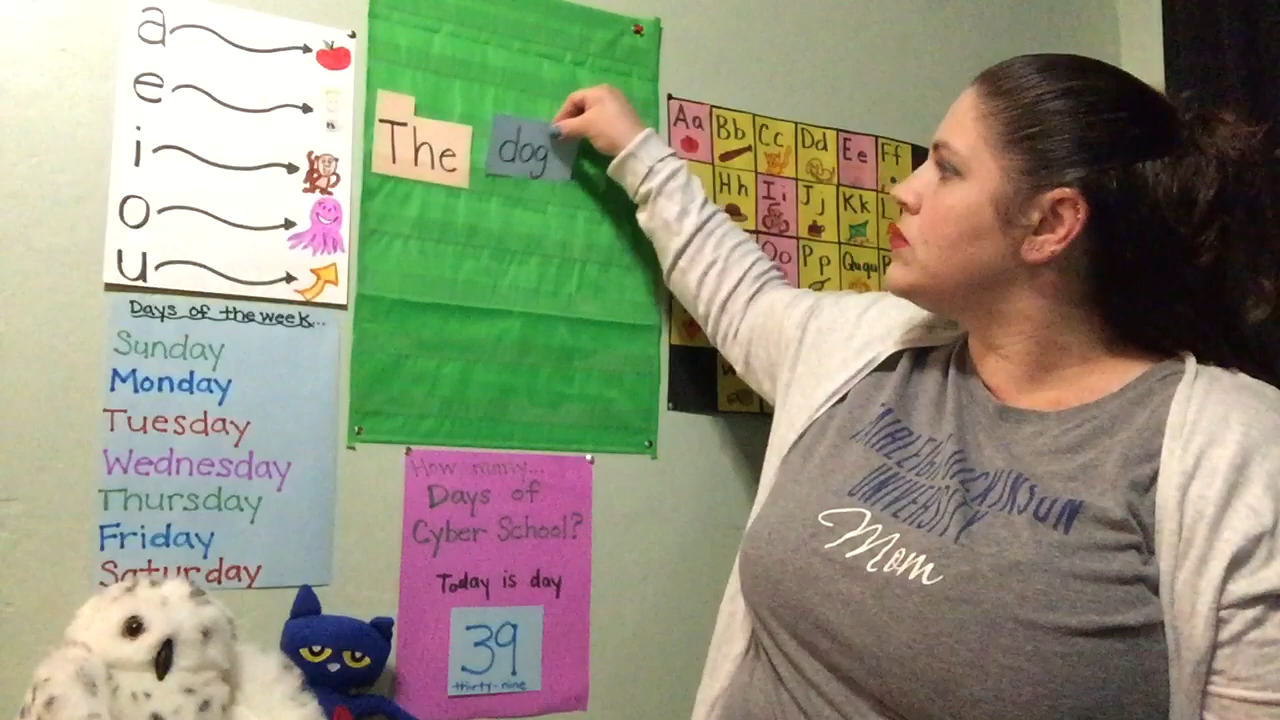 a
e
i
o
u
The dog
Aa Bb Cc Dd Ee Ff
Hh Ii Jj Kk
Oo Pp Ququ
Days of the week...
Sunday
Monday
Tuesday
Wednesday
Thursday
Friday
Saturday
How many...
Days of
Cyber School?
Today is day
39
thirty-nine
UNIVERSITY
Mom